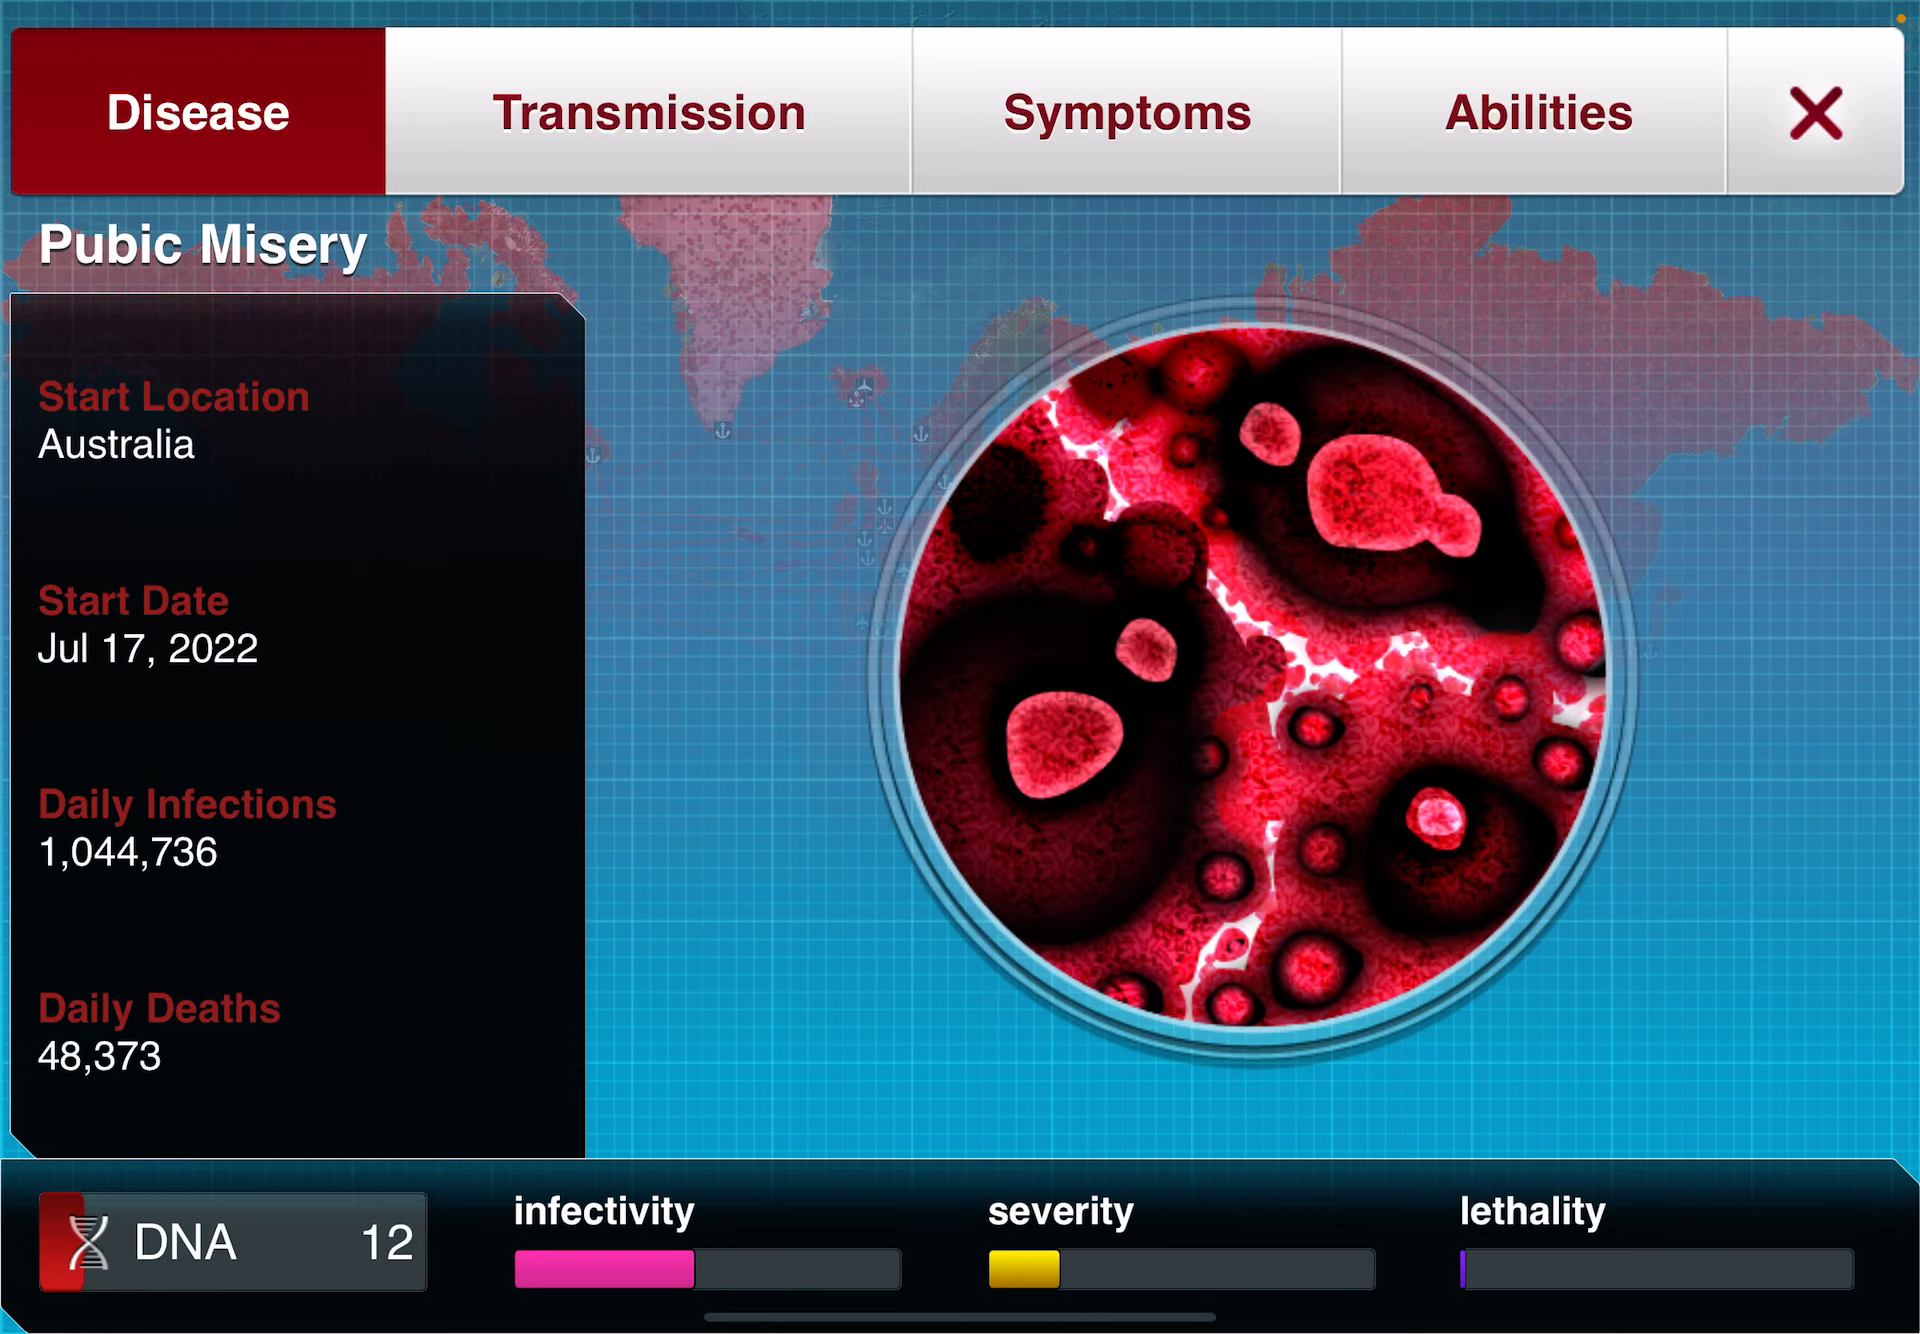 Disease
Transmission
Symptoms
Abilities
Pubic Misery
Start Location
Australia
Start Date
Jul 17, 2022
Daily Infections
1,044,736
Daily Deaths
48,373
DNA 12
infectivity
severity
lethality